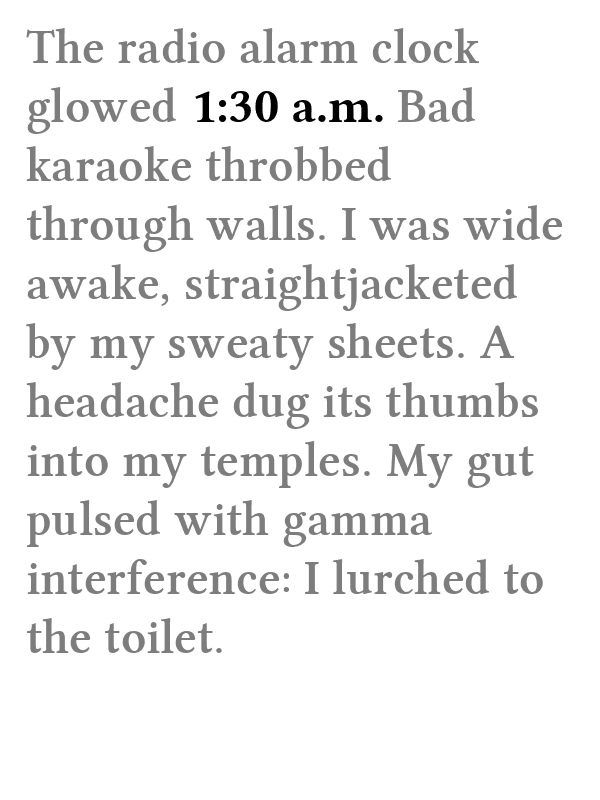 The radio alarm clock
glowed 1:30 a.m. Bad
karaoke throbbed
through walls. I was wide
awake, straightjacketed
by my sweaty sheets. A
headache dug its thumbs
into my temples. My gut
pulsed with gamma
interference: I lurched to
the toilet.